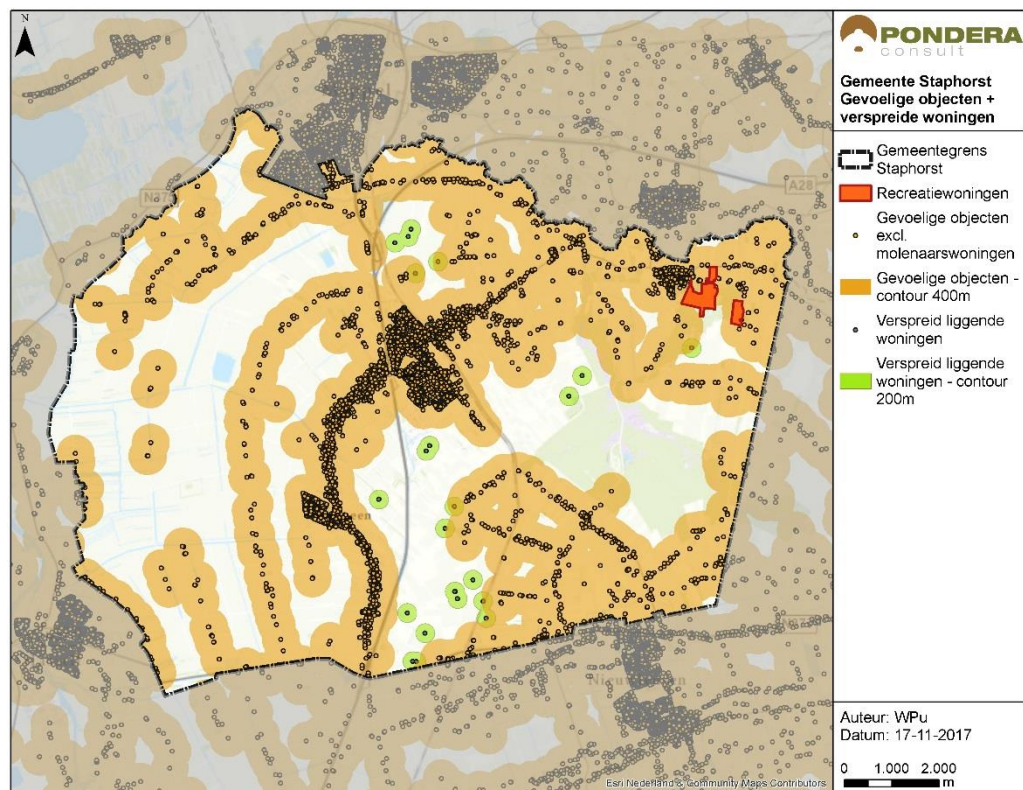 N
PONDERA
consult
Gemeente Staphorst
Gevoelige objecten +
verspreide woningen
Gemeentegrens
Staphorst
Recreatiewoningen
Gevoelige objecten
excl.
molenaarswoningen
Gevoelige objecten -
contour 400m
Verspreid liggende
woningen
Verspreid liggende
woningen - contour
200m
A28
Auteur: WPu
Datum: 17-11-2017
0 1.000 2.000
m
Esri Nederland & Community Maps Contributors